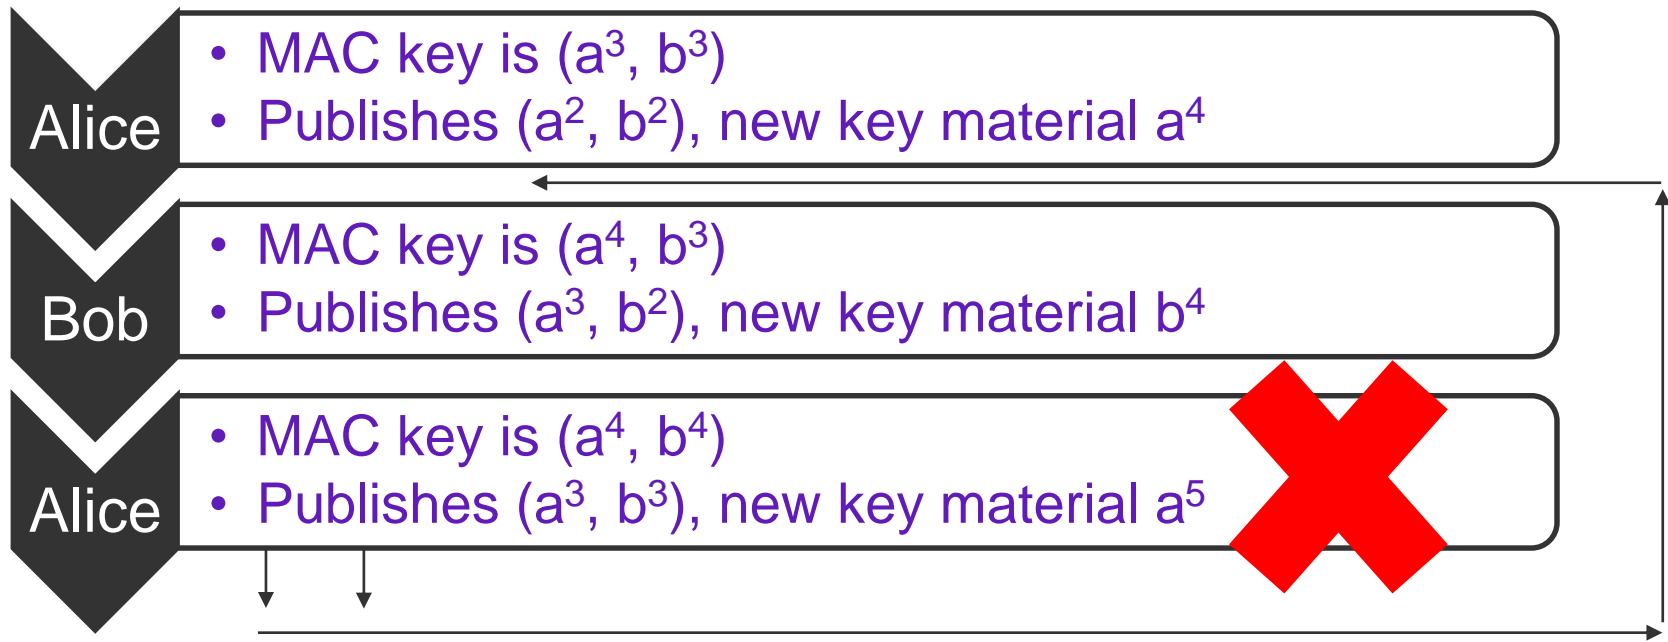 Alice
• MAC key is (a³, b³)
• Publishes (a², b²), new key material a⁴
Bob
• MAC key is (a⁴, b³)
• Publishes (a³, b²), new key material b⁴
Alice
• MAC key is (a⁴, b⁴)
• Publishes (a³, b³), new key material a⁵